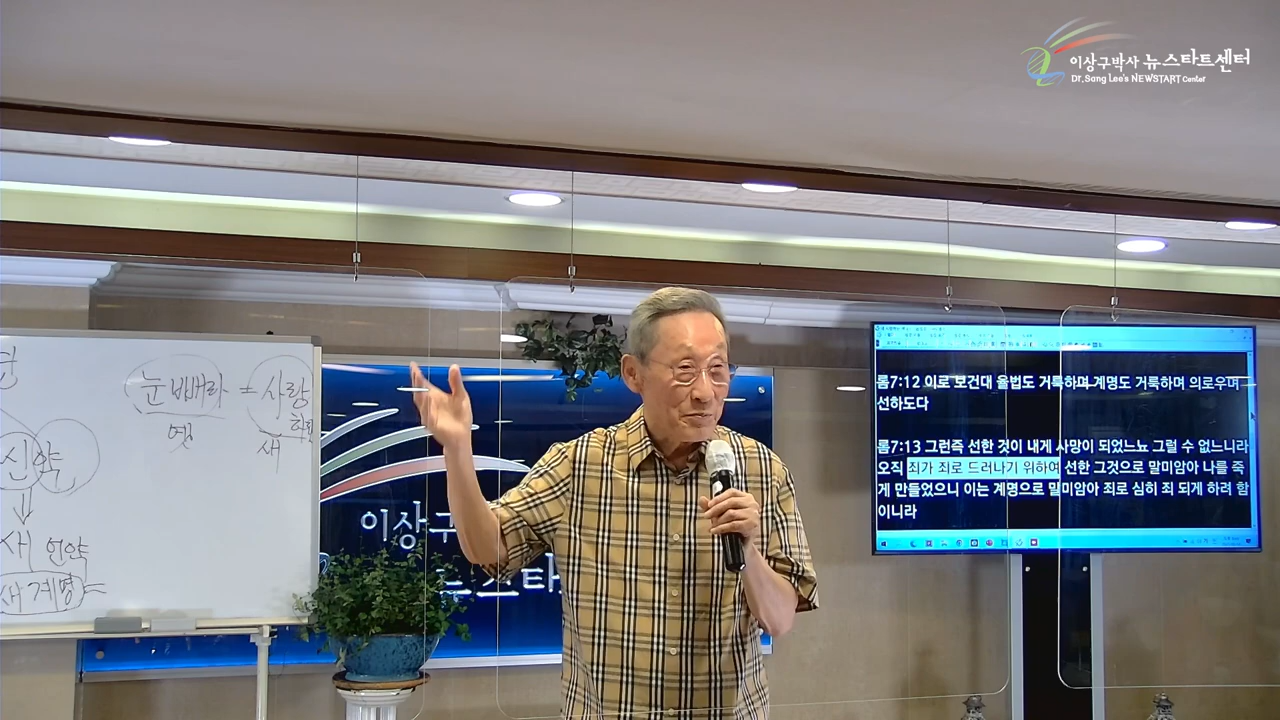 이상구박사 뉴스타트센터
Dr. Sang Lee's NEWSTART Center
눈 빼라 = 사랑
옛
새
신약
새 언약
새 계명 =
이상구
뉴스타
롬7:12 이로 보건대 율법도 거룩하며 계명도 거룩하며 의로우며
선하도다
롬7:13 그런즉 선한 것이 내게 사망이 되었느뇨 그럴 수 없느니라
오직 죄가 죄로 드러나기 위하여 선한 그것으로 말미암아 나를 죽
게 만들었으니 이는 계명으로 말미암아 죄로 심히 죄 되게 하려 함
이니라